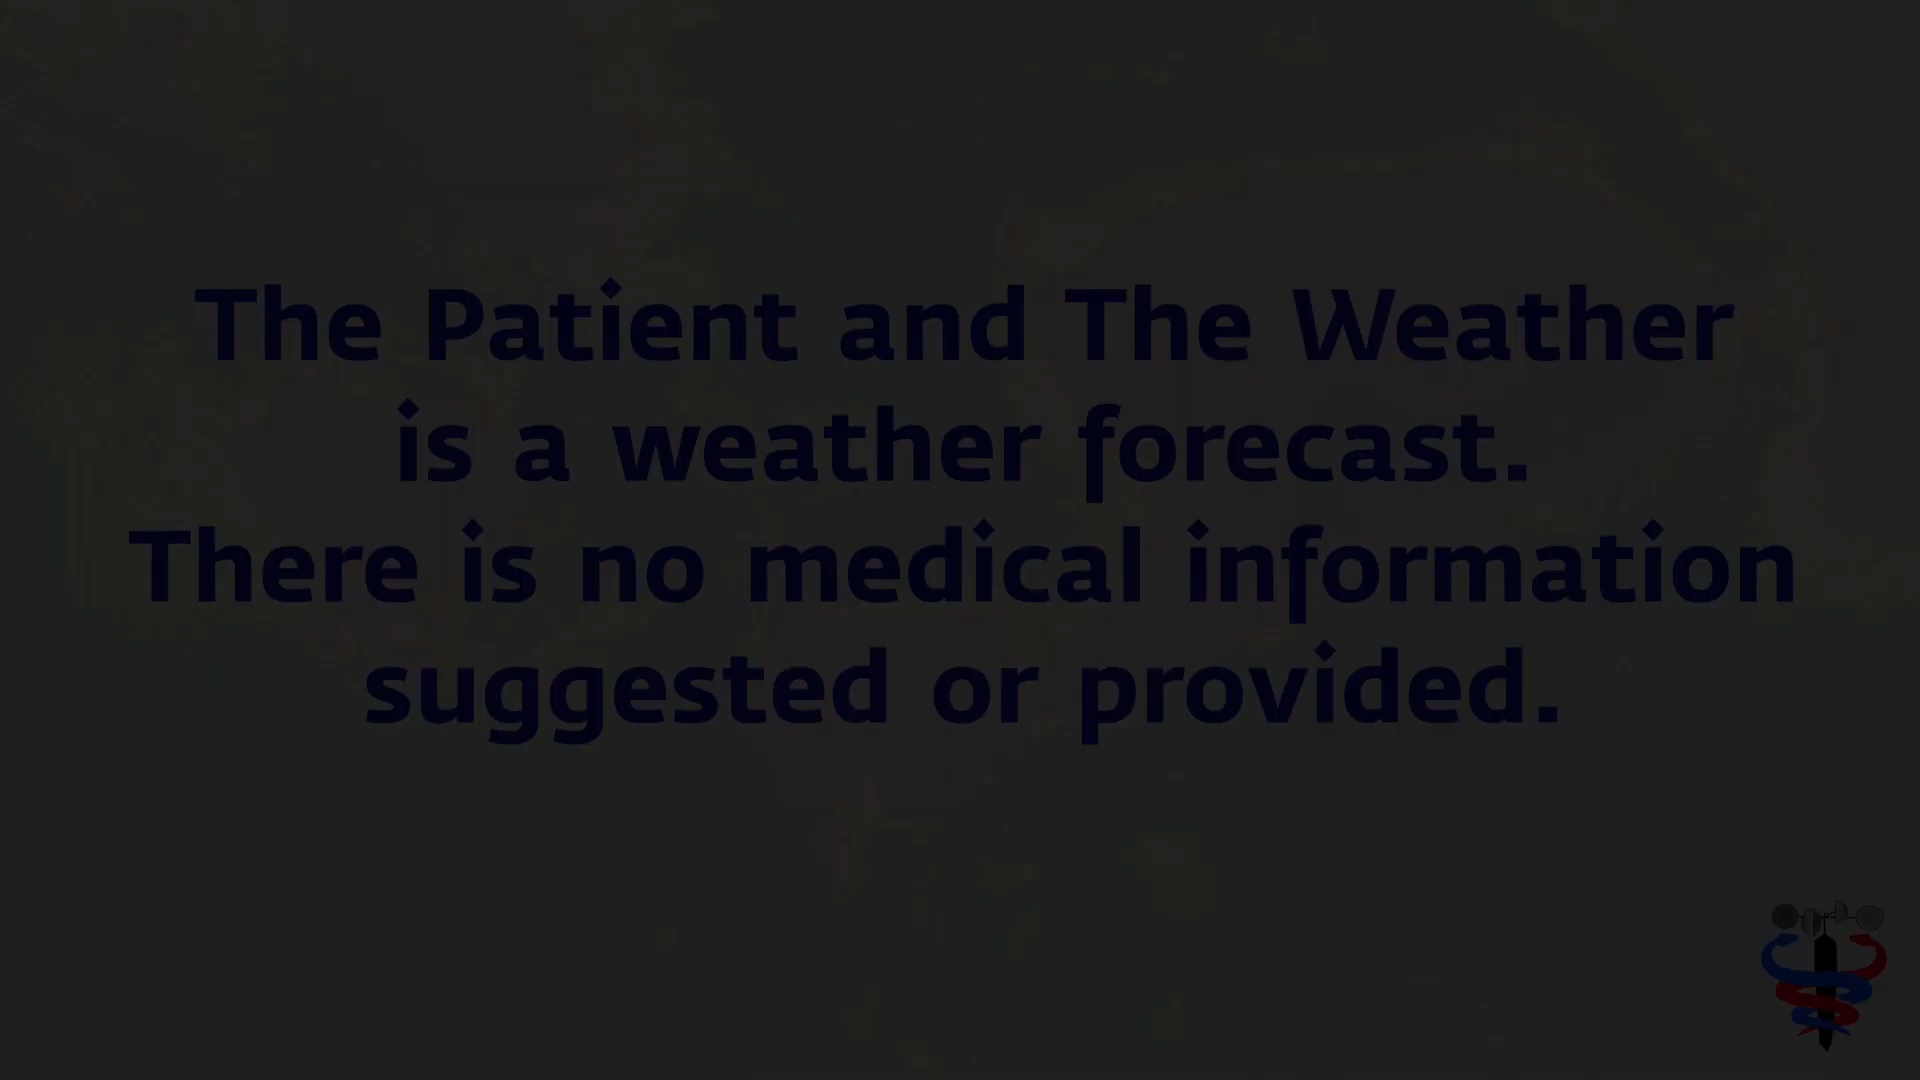 The Patient and The Weather
is a weather forecast.
There is no medical information
suggested or provided.